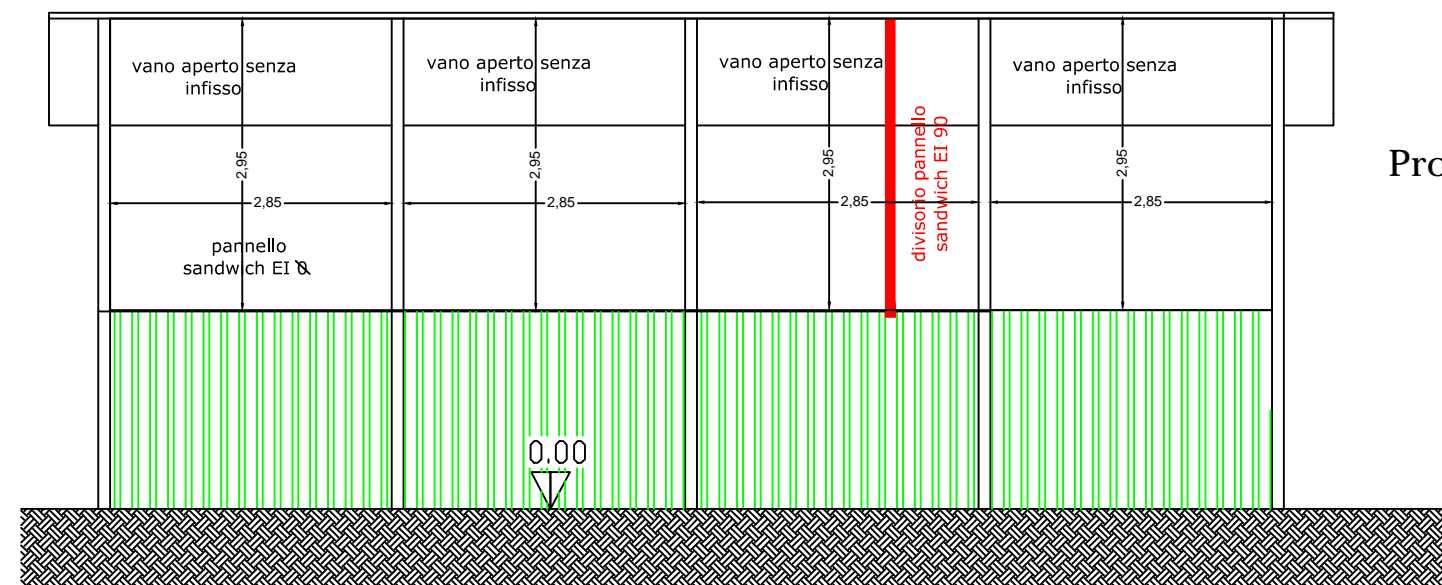 vano aperto senza
infisso
vano aperto senza
infisso
vano aperto senza
infisso
vano aperto senza
infisso
divisorio pannello
sandwich EI 90
2,95
2,95
2,95
2,95
Pro
2,85
2,85
2,85
2,85
pannello
sandwich EI 0
0,00